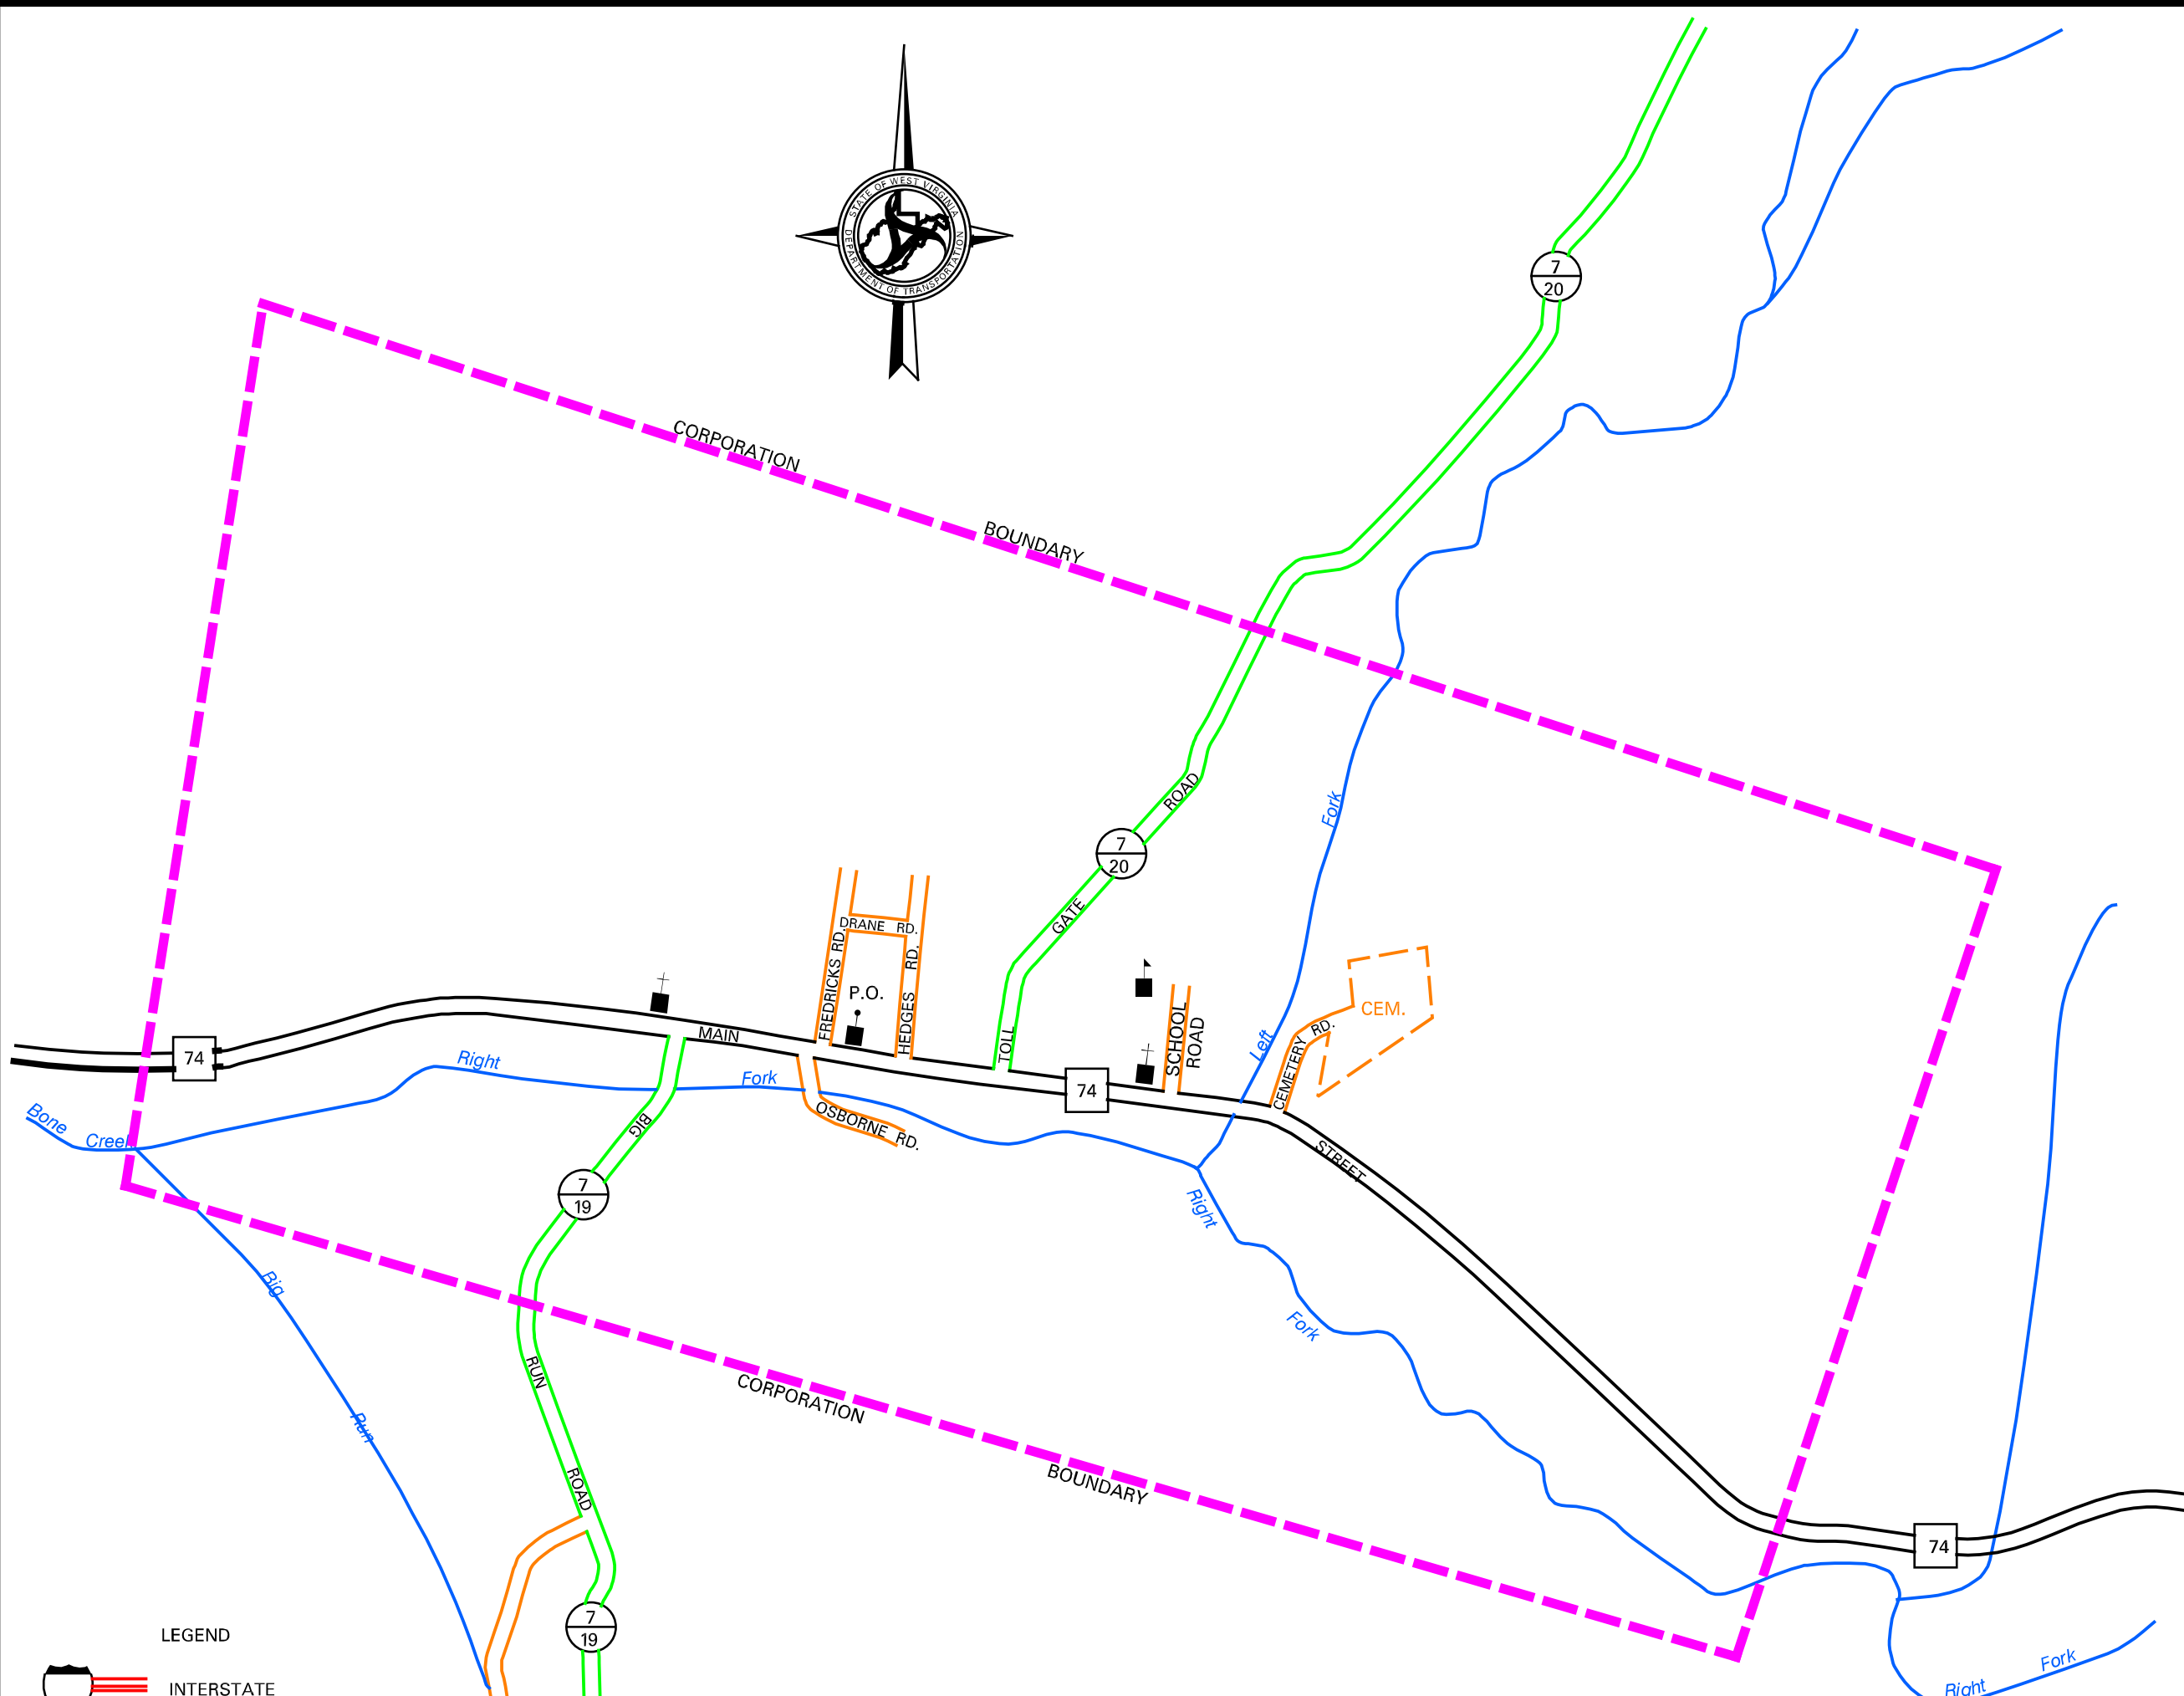 STATE OF WEST VIRGINIA
DEPARTMENT OF TRANSPORTATION
7
20
CORPORATION
BOUNDARY
ROAD
Fork
7
20
GATE
DRANE RD.
FREDRICKS RD.
HEDGES RD.
P.O.
TOLL
SCHOOL
ROAD
CEM.
CEMETERY RD.
Left
MAIN
74
Right
Fork
74
Bone
Creek
BIG
OSBORNE RD.
STREET
7
19
Right
Big
Fork
RUN
CORPORATION
Run
BOUNDARY
ROAD
74
7
19
LEGEND
Fork
Right
INTERSTATE